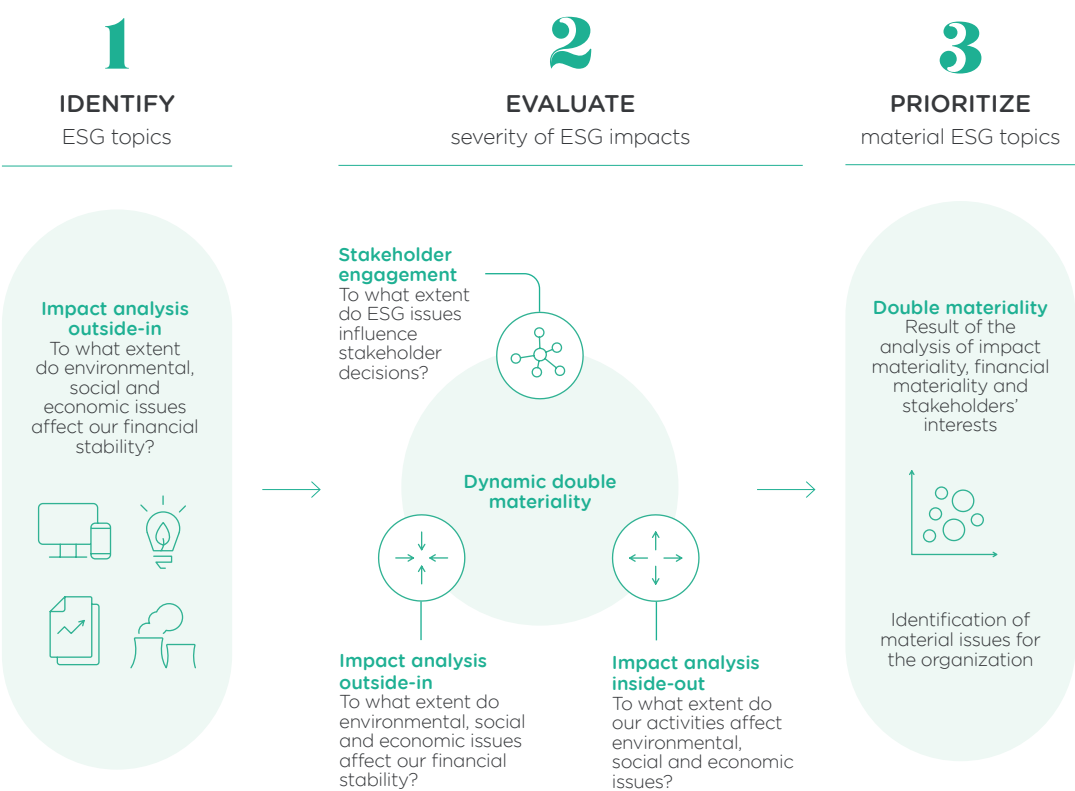 1
IDENTIFY
ESG topics
Impact analysis
outside-in
To what extent
do environmental,
social and
economic issues
affect our financial
stability?
2
EVALUATE
severity of ESG impacts
Stakeholder
engagement
To what extent
do ESG issues
influence
stakeholder
decisions?
Dynamic double
materiality
Impact analysis
outside-in
To what extent do
environmental, social
and economic issues
affect our financial
stability?
Impact analysis
inside-out
To what extent do
our activities affect
environmental,
social and economic
issues?
3
PRIORITIZE
material ESG topics
Double materiality
Result of the
analysis of impact
materiality, financial
materiality and
stakeholders’
interests
Identification of
material issues for
the organization